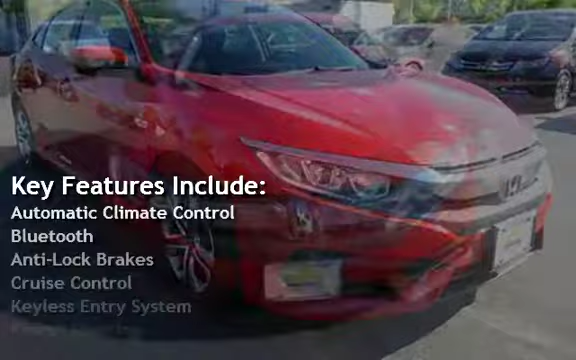 Key Features Include:
Automatic Climate Control
Bluetooth
Anti-Lock Brakes
Cruise Control
Keyless Entry System